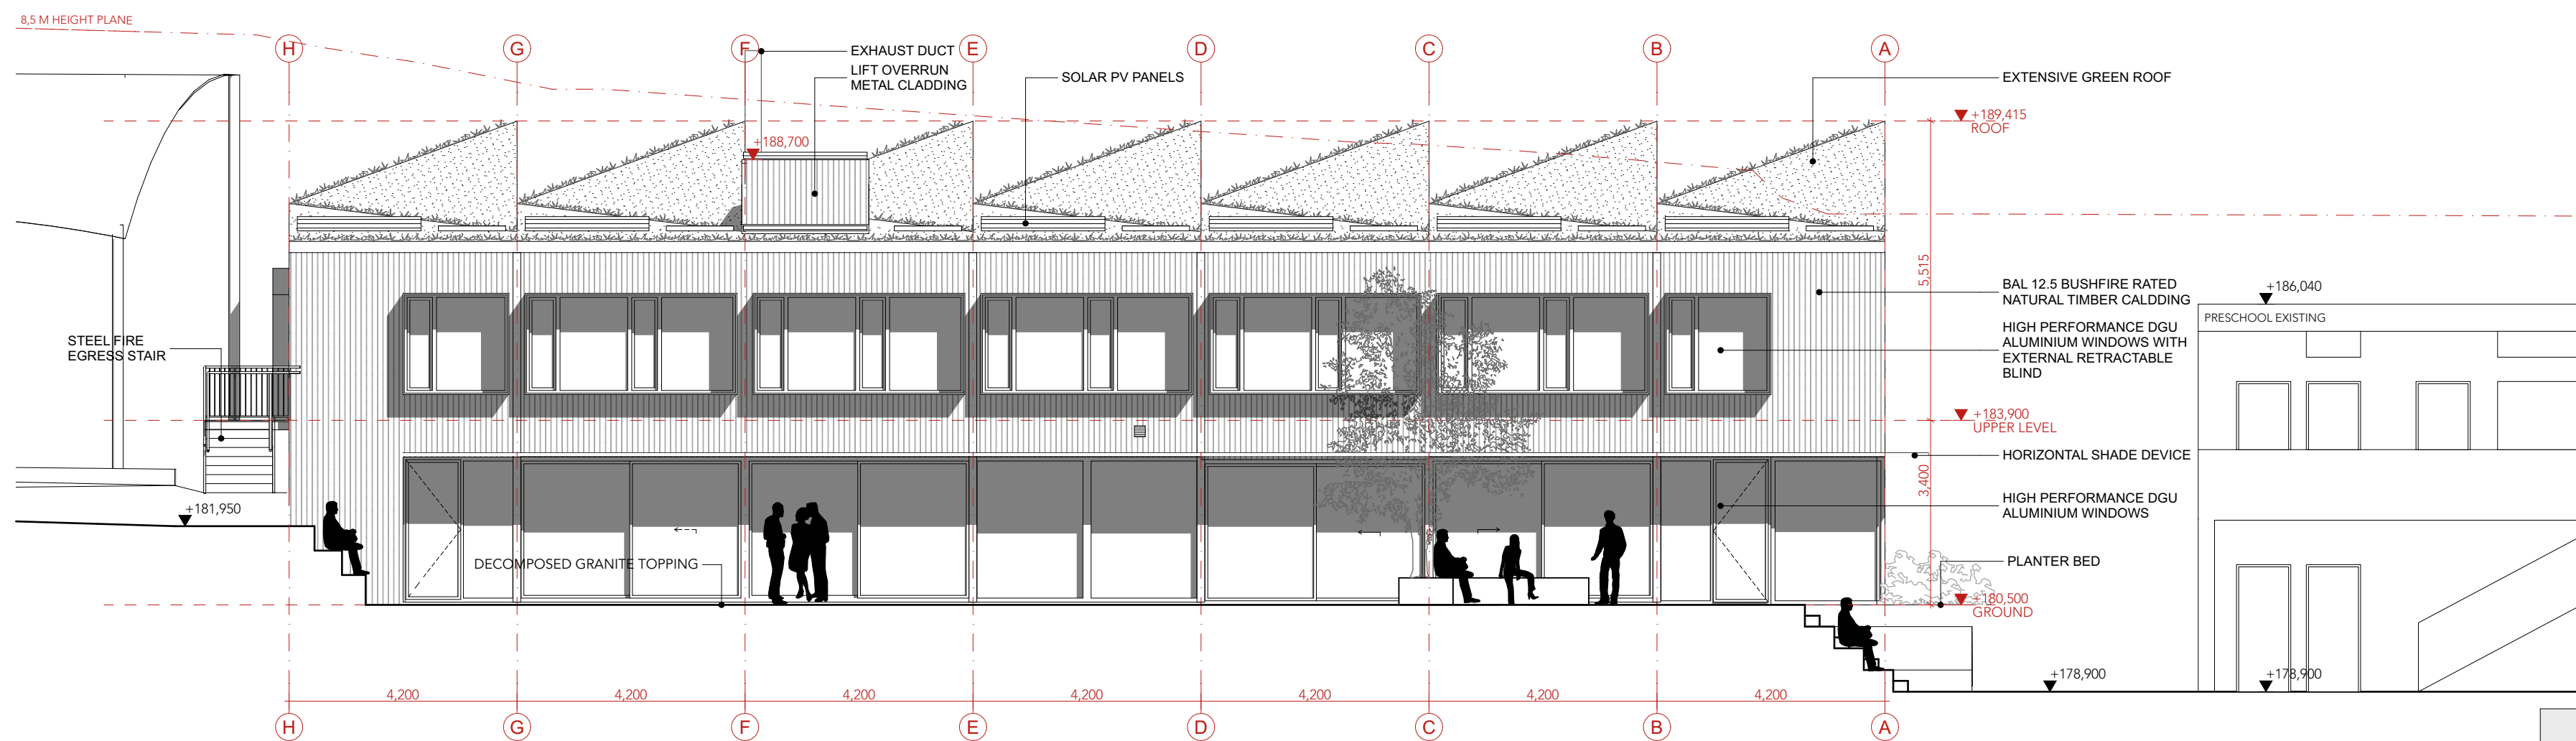 8,5 M HEIGHT PLANE
H
G
F
E
D
C
B
A
EXHAUST DUCT
LIFT OVERRUN
METAL CLADDING
SOLAR PV PANELS
EXTENSIVE GREEN ROOF
+189,415
ROOF
+188,700
5,515
BAL 12.5 BUSHFIRE RATED
NATURAL TIMBER CALDDING
+186,040
PRESCHOOL EXISTING
HIGH PERFORMANCE DGU
ALUMINIUM WINDOWS WITH
EXTERNAL RETRACTABLE
BLIND
STEEL FIRE
EGRESS STAIR
+183,900
UPPER LEVEL
HORIZONTAL SHADE DEVICE
3,400
HIGH PERFORMANCE DGU
ALUMINIUM WINDOWS
+181,950
DECOMPOSED GRANITE TOPPING
PLANTER BED
+180,500
GROUND
+178,900
+178,900
4,200
4,200
4,200
4,200
4,200
4,200
4,200
H
G
F
E
D
C
B
A